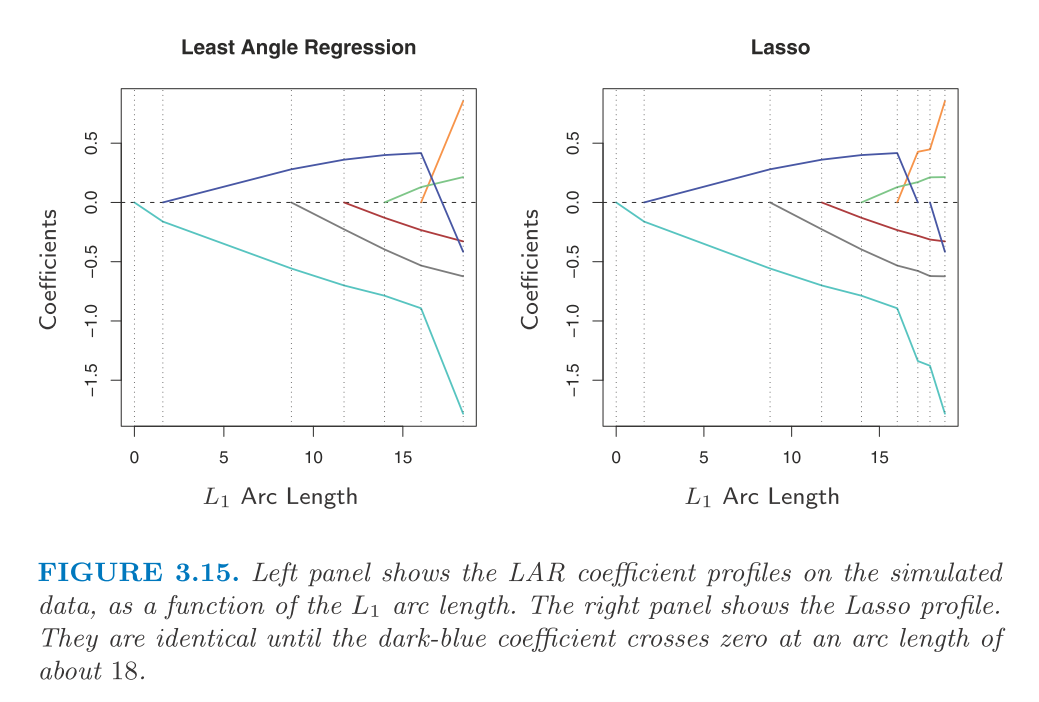 Least Angle Regression
Lasso
Coefficients
0.5
0.0
−0.5
−1.0
−1.5
0 5 10 15
L1 Arc Length
Coefficients
0.5
0.0
−0.5
−1.0
−1.5
0 5 10 15
L1 Arc Length
FIGURE 3.15. Left panel shows the LAR coefficient profiles on the simulated
data, as a function of the L1 arc length. The right panel shows the Lasso profile.
They are identical until the dark-blue coefficient crosses zero at an arc length of
about 18.